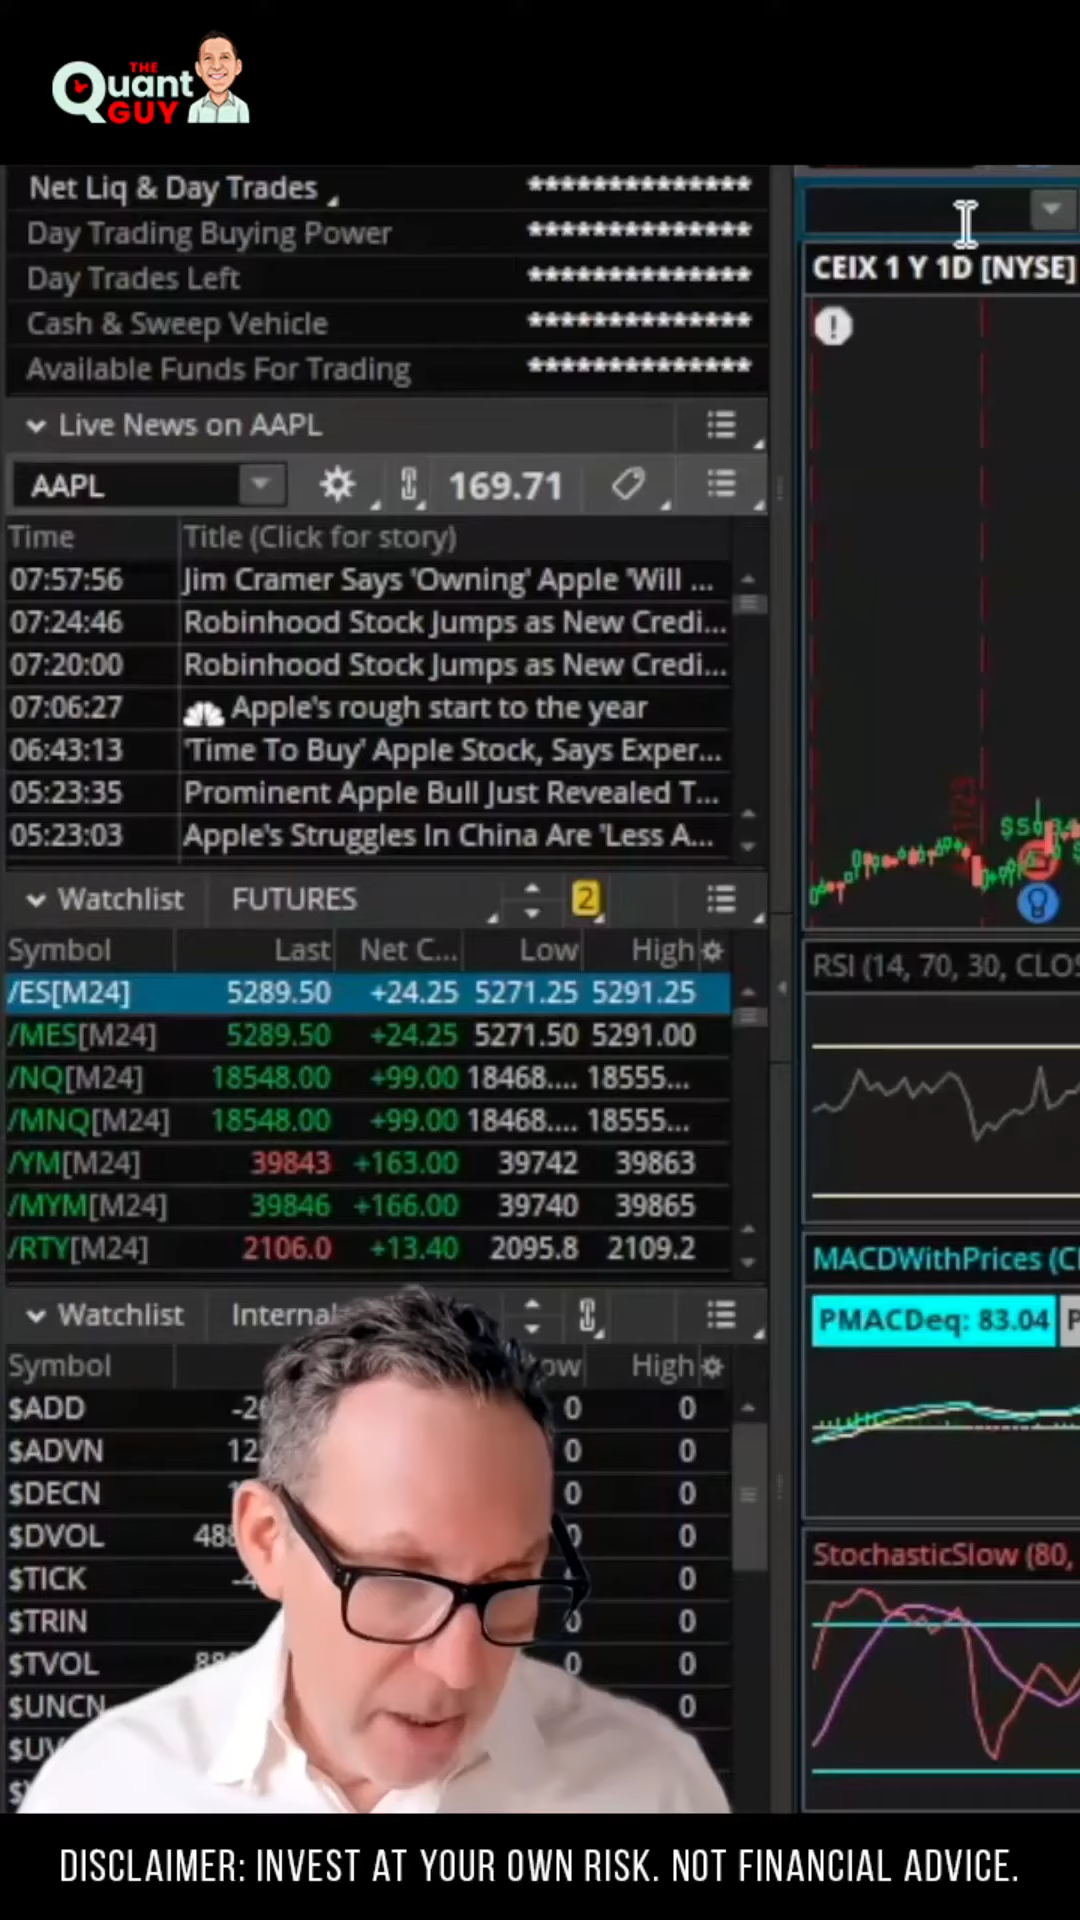 THE
Quant
GUY
Net Liq & Day Trades **************
Day Trading Buying Power **************
Day Trades Left **************
Cash & Sweep Vehicle **************
Available Funds For Trading **************
Live News on AAPL
AAPL 169.71
Time Title (Click for story)
07:57:56 Jim Cramer Says 'Owning' Apple 'Will ...
07:24:46 Robinhood Stock Jumps as New Credi...
07:20:00 Robinhood Stock Jumps as New Credi...
07:06:27 Apple's rough start to the year
06:43:13 'Time To Buy' Apple Stock, Says Exper...
05:23:35 Prominent Apple Bull Just Revealed T...
05:23:03 Apple's Struggles In China Are 'Less A...
Watchlist FUTURES 2
Symbol Last Net C... Low High
/ES[M24] 5289.50 +24.25 5271.25 5291.25
/MES[M24] 5289.50 +24.25 5271.50 5291.00
/NQ[M24] 18548.00 +99.00 18468.... 18555...
/MNQ[M24] 18548.00 +99.00 18468.... 18555...
/YM[M24] 39843 +163.00 39742 39863
/MYM[M24] 39846 +166.00 39740 39865
/RTY[M24] 2106.0 +13.40 2095.8 2109.2
Watchlist Internal
Symbol High
$ADD 0 0
$ADVN 0 0
$DECN 0 0
$DVOL 0
$TICK 0 0
$TRIN 0 0
$TVOL 0 0
$UNCN 0
CEIX 1 Y 1D [NYSE]
RSI (14, 70, 30, CLOS
MACDWithPrices (Cl
PMACDeq: 83.04
StochasticSlow (80,
DISCLAIMER: INVEST AT YOUR OWN RISK. NOT FINANCIAL ADVICE.